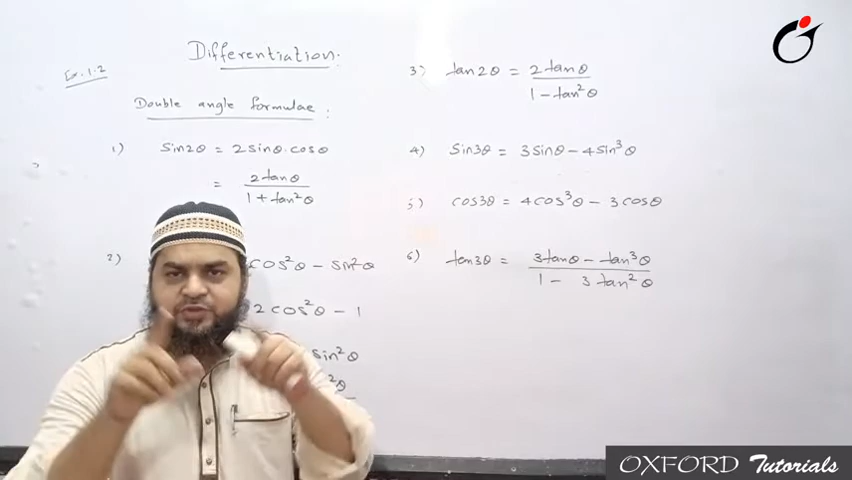 Differentiation.
Ex. 1.2
Double angle formulae :
1) sin2θ = 2sinθ.cosθ
= 2tanθ / 1 + tan²θ
2) cos²θ - sin²θ
2cos²θ - 1
sin²θ
²θ
3) tan2θ = 2tanθ / 1 - tan²θ
4) sin3θ = 3sinθ - 4sin³θ
5) cos3θ = 4cos³θ - 3cosθ
6) tan3θ = 3tanθ - tan³θ / 1 - 3tan²θ
OXFORD Tutorials